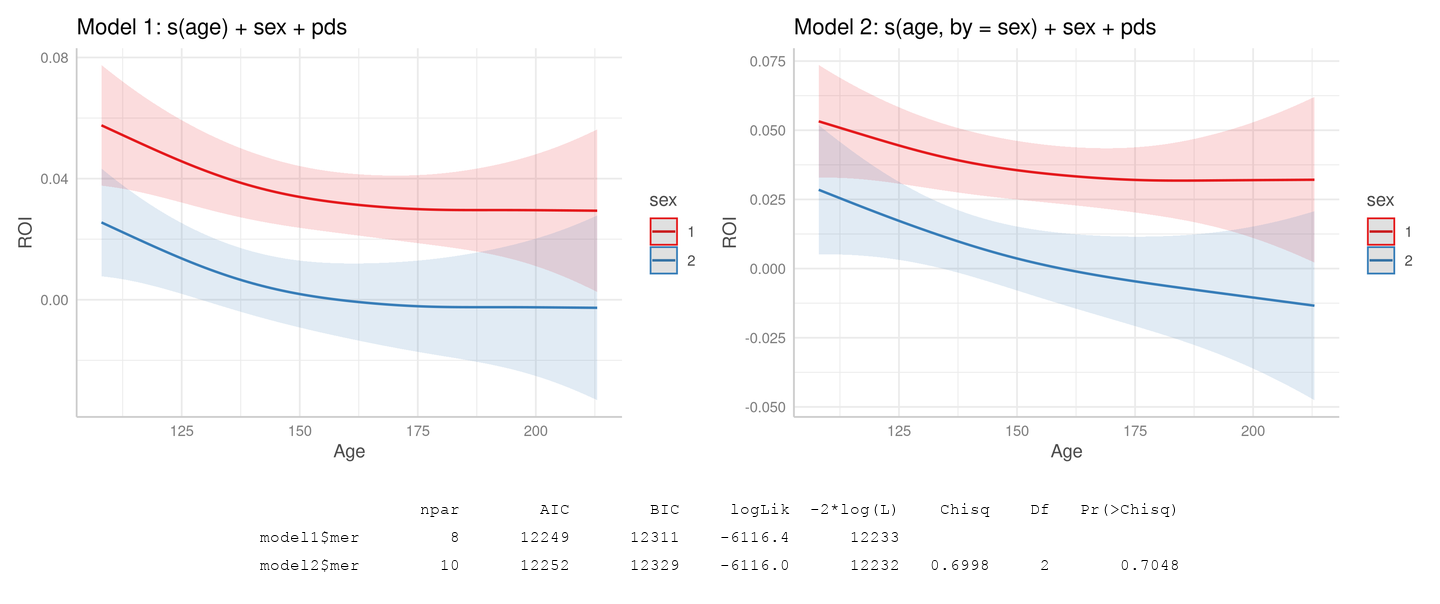 Model 1: s(age) + sex + pds
0.08
0.04
0.00
ROI
125 150 175 200
Age
sex
1
2
Model 2: s(age, by = sex) + sex + pds
0.075
0.050
0.025
0.000
-0.025
-0.050
ROI
125 150 175 200
Age
sex
1
2
npar AIC BIC logLik -2*log(L) Chisq Df Pr(>Chisq)
model1$mer 8 12249 12311 -6116.4 12233
model2$mer 10 12252 12329 -6116.0 12232 0.6998 2 0.7048